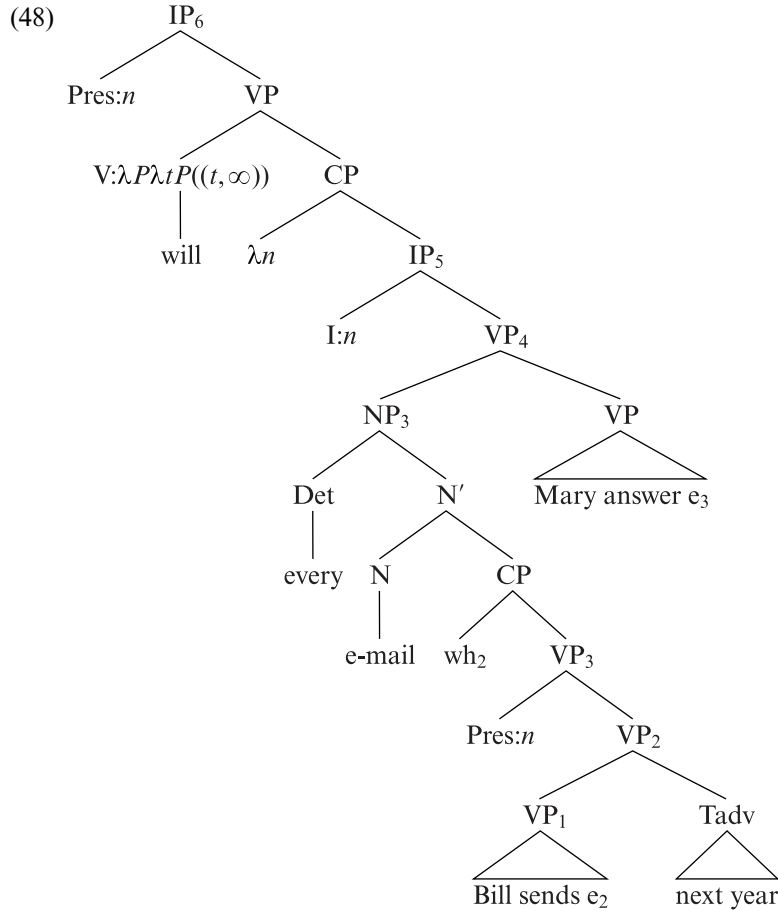 (48)
IP₆
Pres:n VP
V:λPλtP((t, ∞)) CP
will λn IP₅
I:n VP₄
NP₃ VP
Det N′ Mary answer e₃
every N CP
e-mail wh₂ VP₃
Pres:n VP₂
VP₁ Tadv
Bill sends e₂ next year